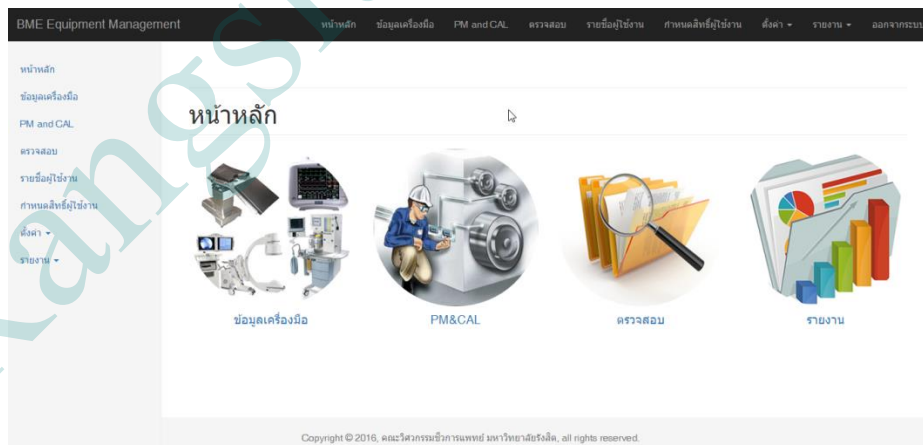 BME Equipment Management หน้าหลัก ข้อมูลเครื่องมือ PM and CAL ตรวจสอบ รายชื่อผู้ใช้งาน กำหนดสิทธิ์ผู้ใช้งาน ตั้งค่า รายงาน ออกจากระบบ
หน้าหลัก
ข้อมูลเครื่องมือ
PM and CAL
ตรวจสอบ
รายชื่อผู้ใช้งาน
กำหนดสิทธิ์ผู้ใช้งาน
ตั้งค่า
รายงาน
หน้าหลัก
ข้อมูลเครื่องมือ PM&CAL ตรวจสอบ รายงาน
Copyright © 2016, คณะวิศวกรรมชีวการแพทย์ มหาวิทยาลัยรังสิต, all rights reserved.